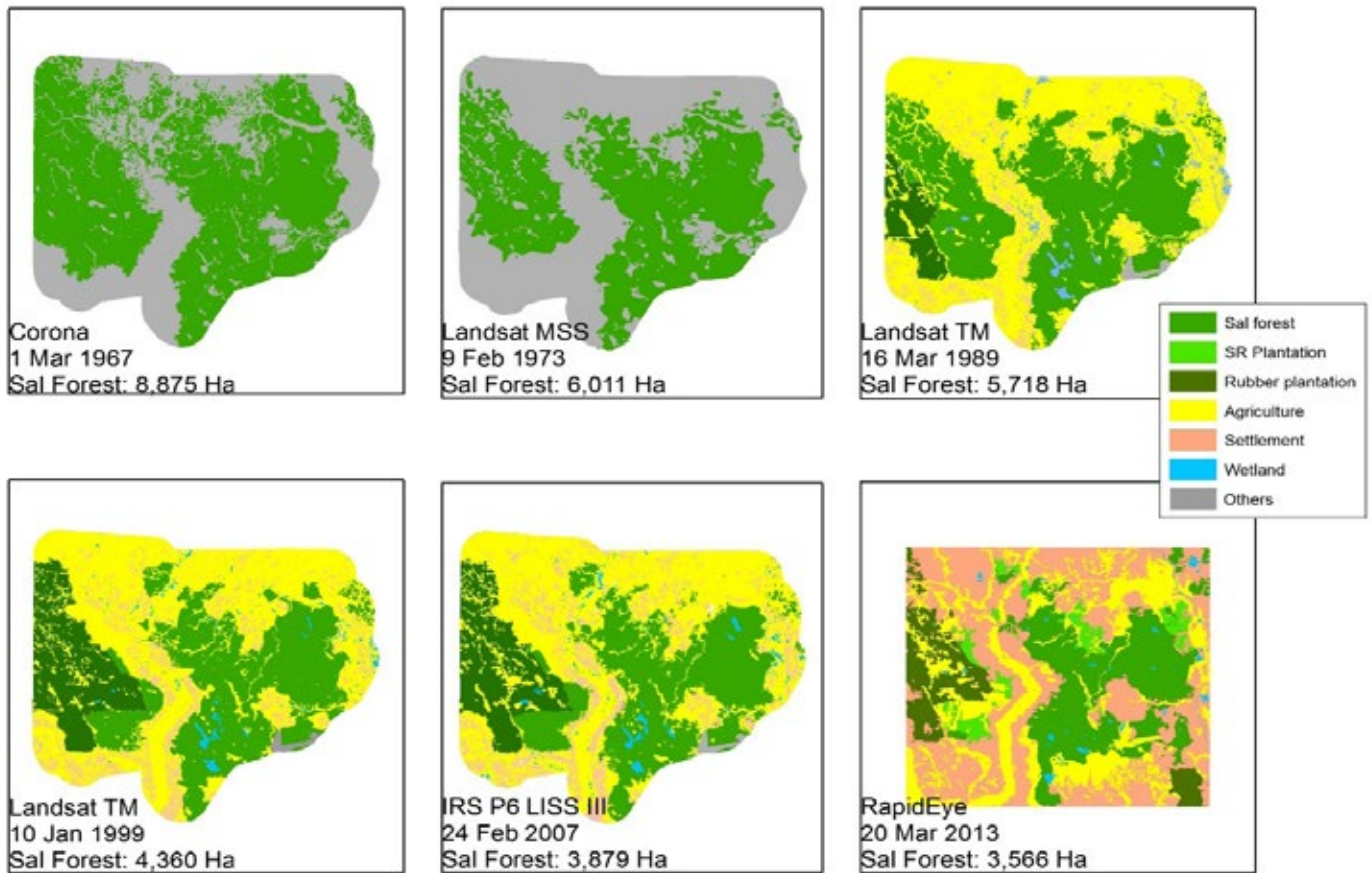 Corona
1 Mar 1967
Sal Forest: 8,875 Ha
Landsat MSS
9 Feb 1973
Sal Forest: 6,011 Ha
Landsat TM
16 Mar 1989
Sal Forest: 5,718 Ha
Sal forest
SR Plantation
Rubber plantation
Agriculture
Settlement
Wetland
Others
Landsat TM
10 Jan 1999
Sal Forest: 4,360 Ha
IRS P6 LISS III
24 Feb 2007
Sal Forest: 3,879 Ha
RapidEye
20 Mar 2013
Sal Forest: 3,566 Ha